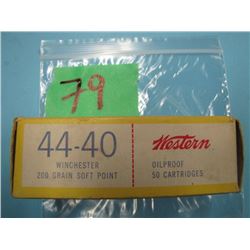 79
44-40
WINCHESTER
200 GRAIN SOFT POINT
Western
OILPROOF
50 CARTRIDGES